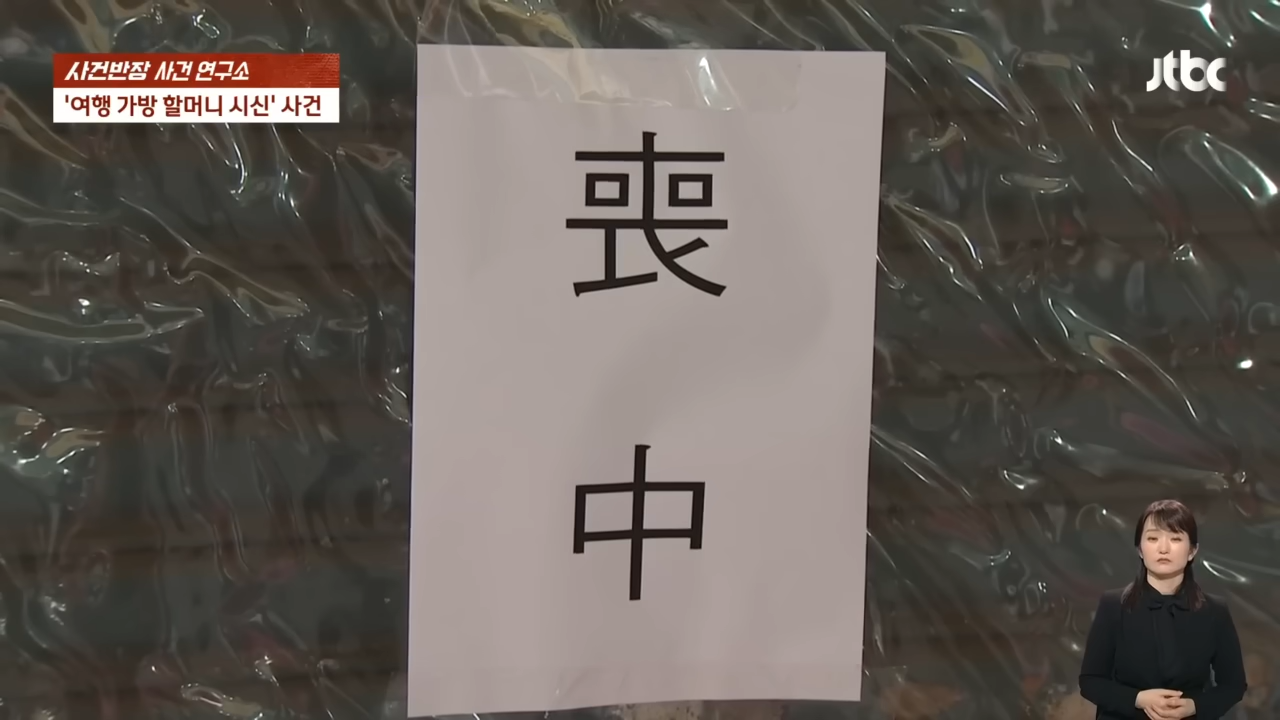 사건반장 사건 연구소
'여행 가방 할머니 시신' 사건
jtbc
喪
中